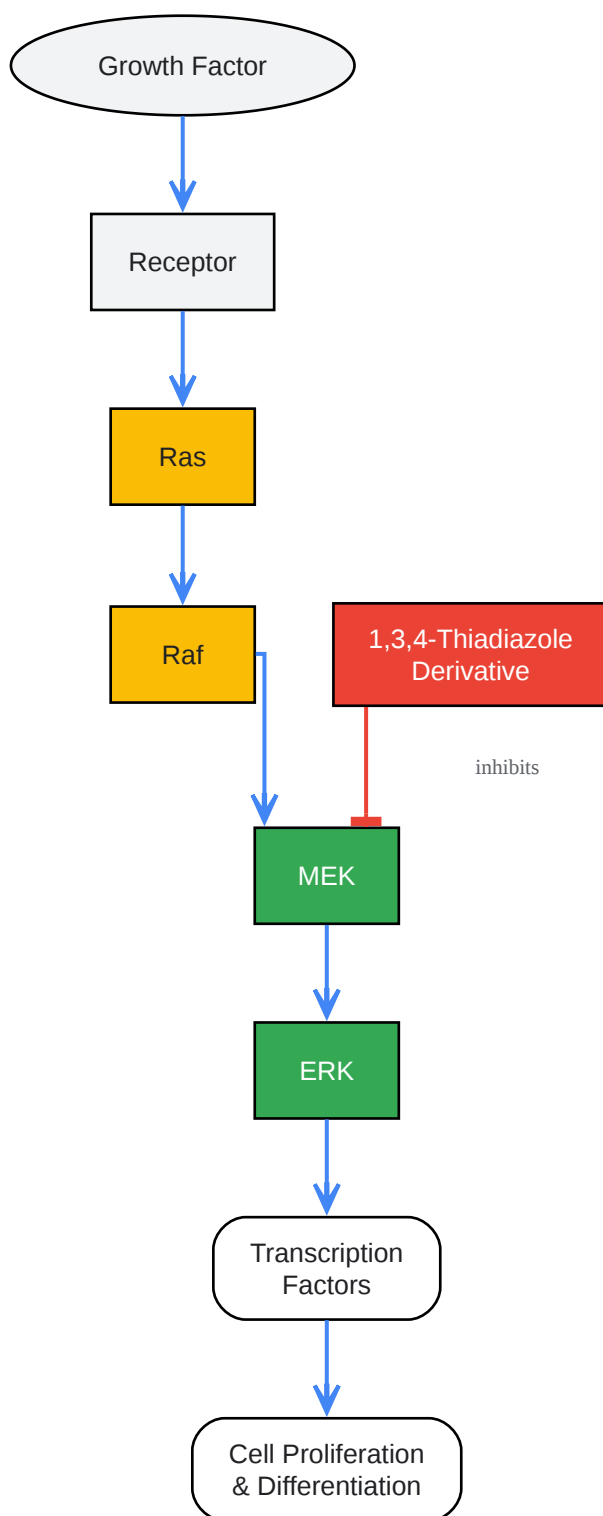 Growth Factor
Receptor
Ras
Raf
1,3,4-Thiadiazole
Derivative
inhibits
MEK
ERK
Transcription
Factors
Cell Proliferation
& Differentiation